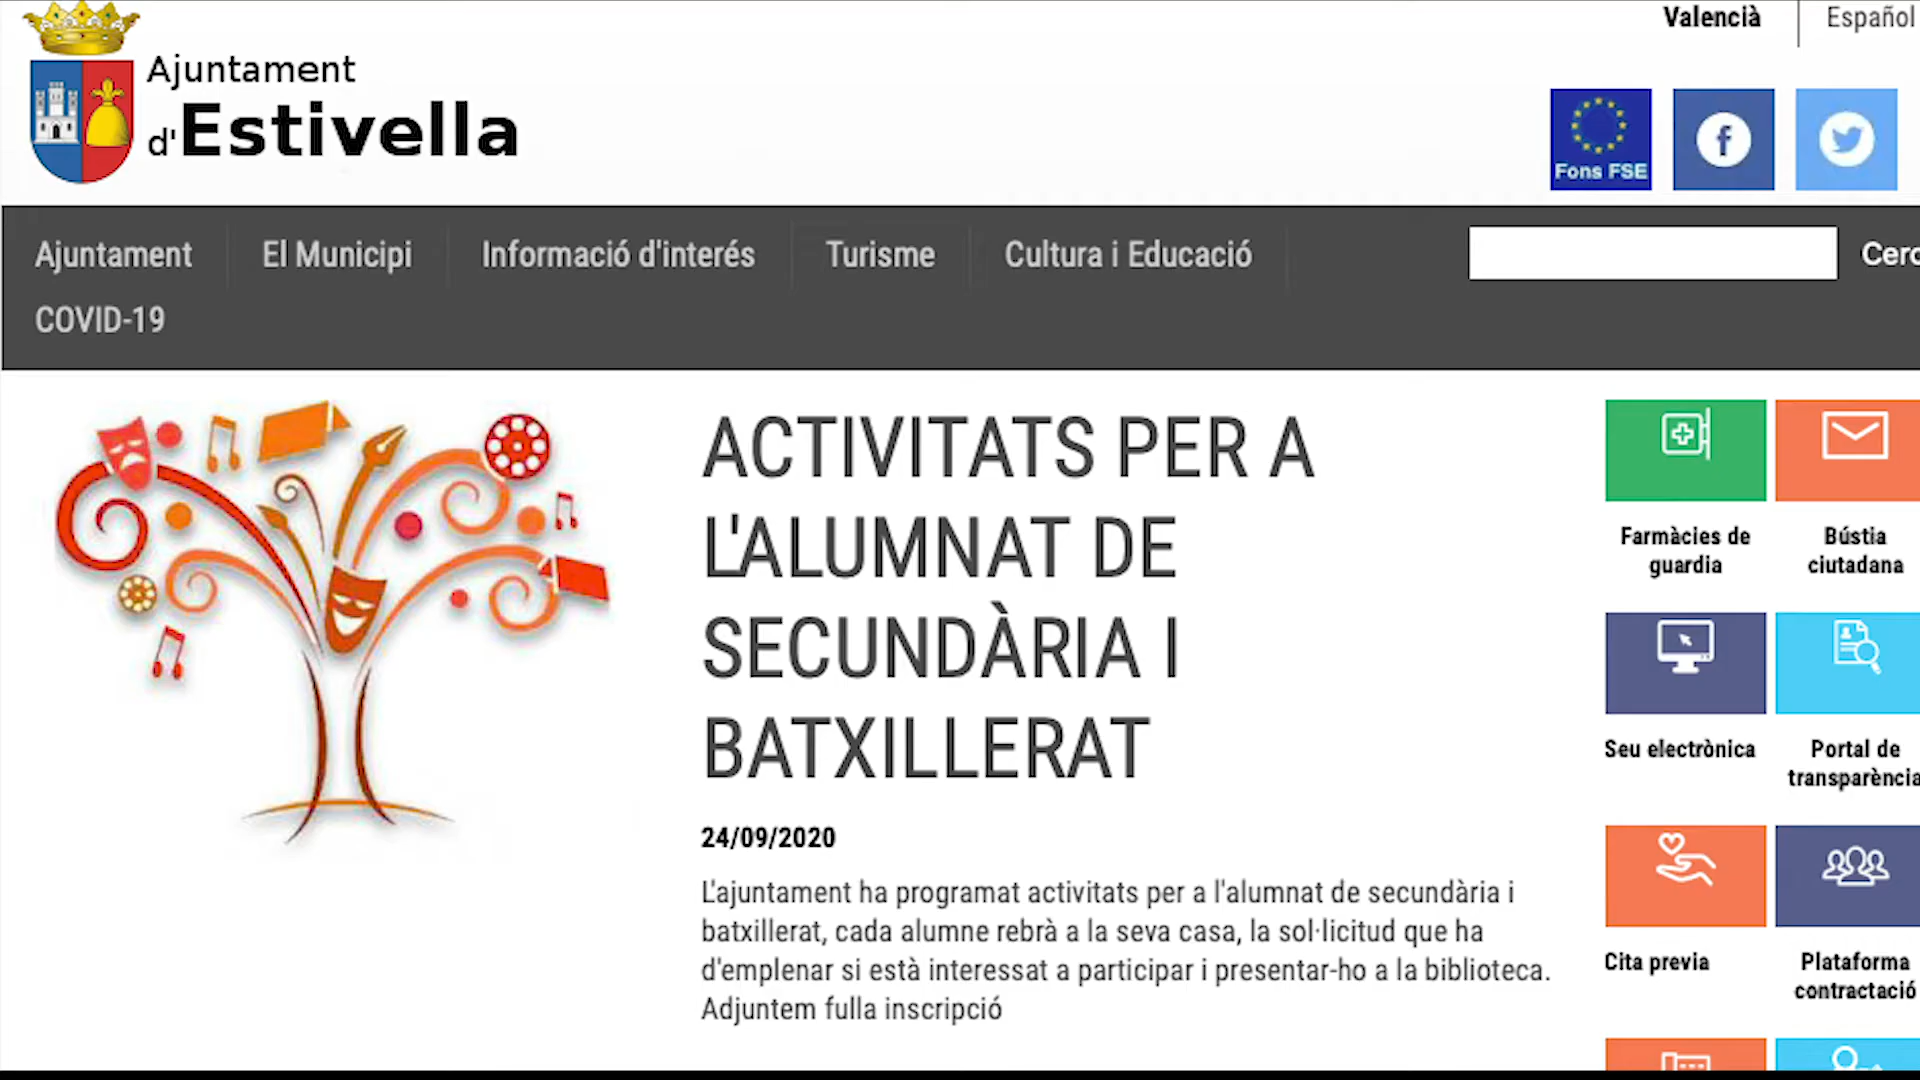 Valencià
Español
Ajuntament
d'Estivella
Fons FSE
Ajuntament
El Municipi
Informació d'interés
Turisme
Cultura i Educació
COVID-19
ACTIVITATS PER A
L'ALUMNAT DE
SECUNDÀRIA I
BATXILLERAT
24/09/2020
L'ajuntament ha programat activitats per a l'alumnat de secundària i
batxillerat, cada alumne rebrà a la seva casa, la sol·licitud que ha
d'emplenar si està interessat a participar i presentar-ho a la biblioteca.
Adjuntem fulla inscripció
Farmàcies de
guardia
Bústia
ciutadana
Seu electrònica
Portal de
transparència
Cita previa
Plataforma
contractació